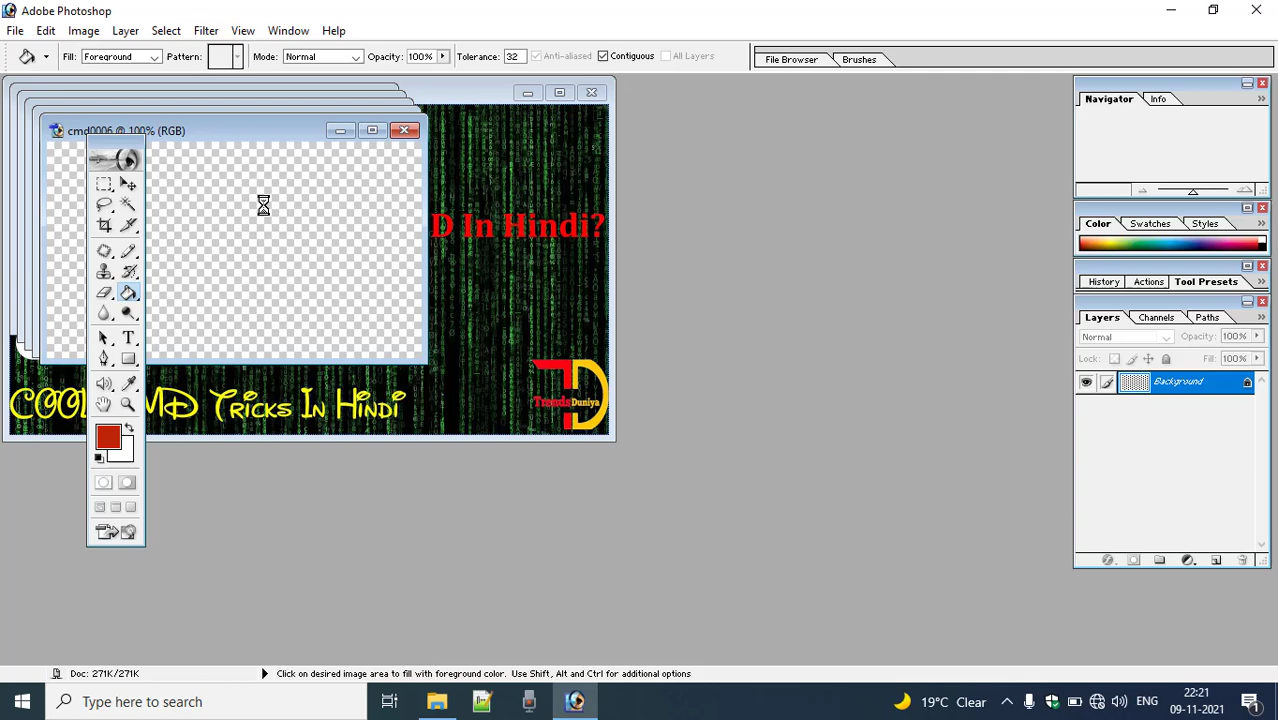 Adobe Photoshop
File Edit Image Layer Select Filter View Window Help
Fill: Foreground Pattern: Mode: Normal Opacity: 100% Tolerance: 32 Anti-aliased Contiguous All Layers File Browser Brushes
cmd0006 @ 100% (RGB)
D In Hindi?
COOL MD Tricks In Hindi
Trends Duniya
Navigator Info
Color Swatches Styles
History Actions Tool Presets
Layers Channels Paths
Normal Opacity: 100%
Lock: Fill: 100%
Background
Doc: 271K/271K Click on desired image area to fill with foreground color. Use Shift, Alt and Ctrl for additional options
Type here to search
19°C Clear ENG 22:21
09-11-2021 1